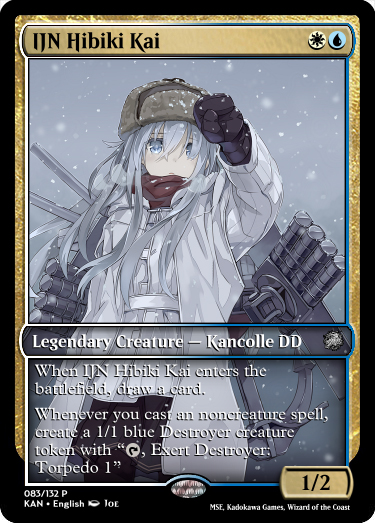 IJN Hibiki Kai
Legendary Creature — Kancolle DD
When IJN Hibiki Kai enters the
battlefield, draw a card.
Whenever you cast an noncreature spell,
create a 1/1 blue Destroyer creature
token with “, Exert Destroyer:
Torpedo 1”
1/2
083/132 P
KAN • English JOE
MSE, Kadokawa Games, Wizard of the Coast